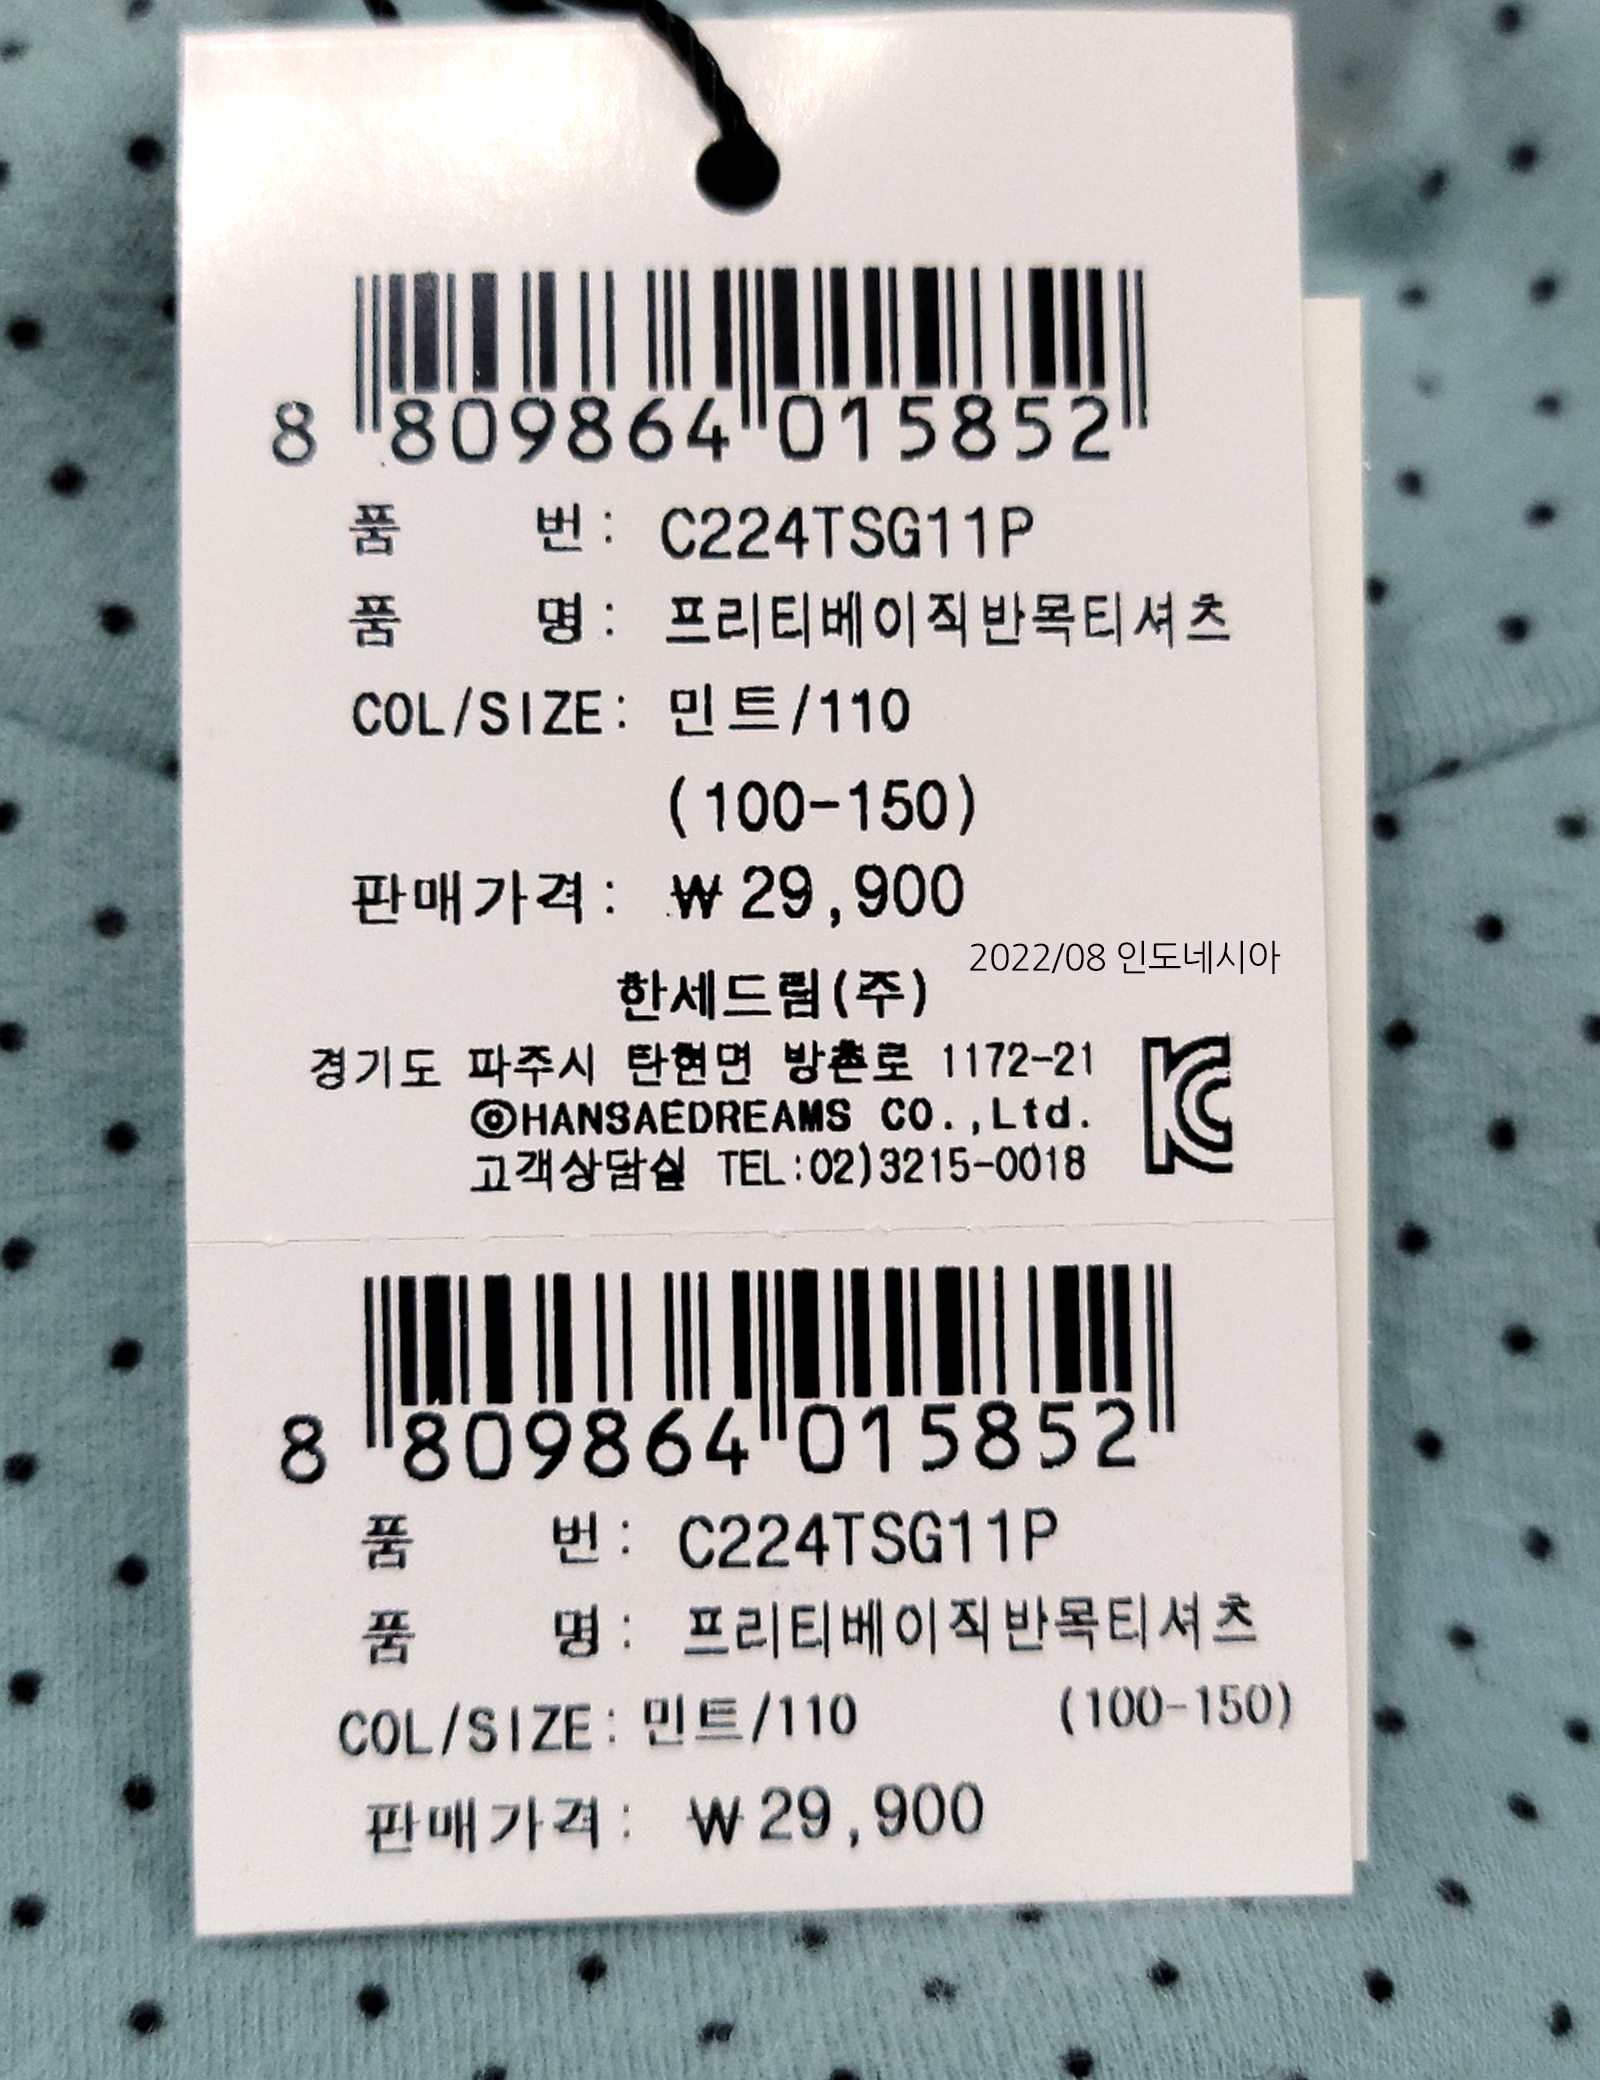 8 809864 015852
품 번: C224TSG11P
품 명: 프리티베이직반목티셔츠
COL/SIZE: 민트/110
(100-150)
판매가격: ₩29,900
2022/08 인도네시아
한세드림(주)
경기도 파주시 탄현면 방촌로 1172-21
©HANSAEDREAMS CO.,Ltd.
고객상담실 TEL:02)3215-0018
8 809864 015852
품 번: C224TSG11P
품 명: 프리티베이직반목티셔츠
COL/SIZE: 민트/110 (100-150)
판매가격: ₩29,900